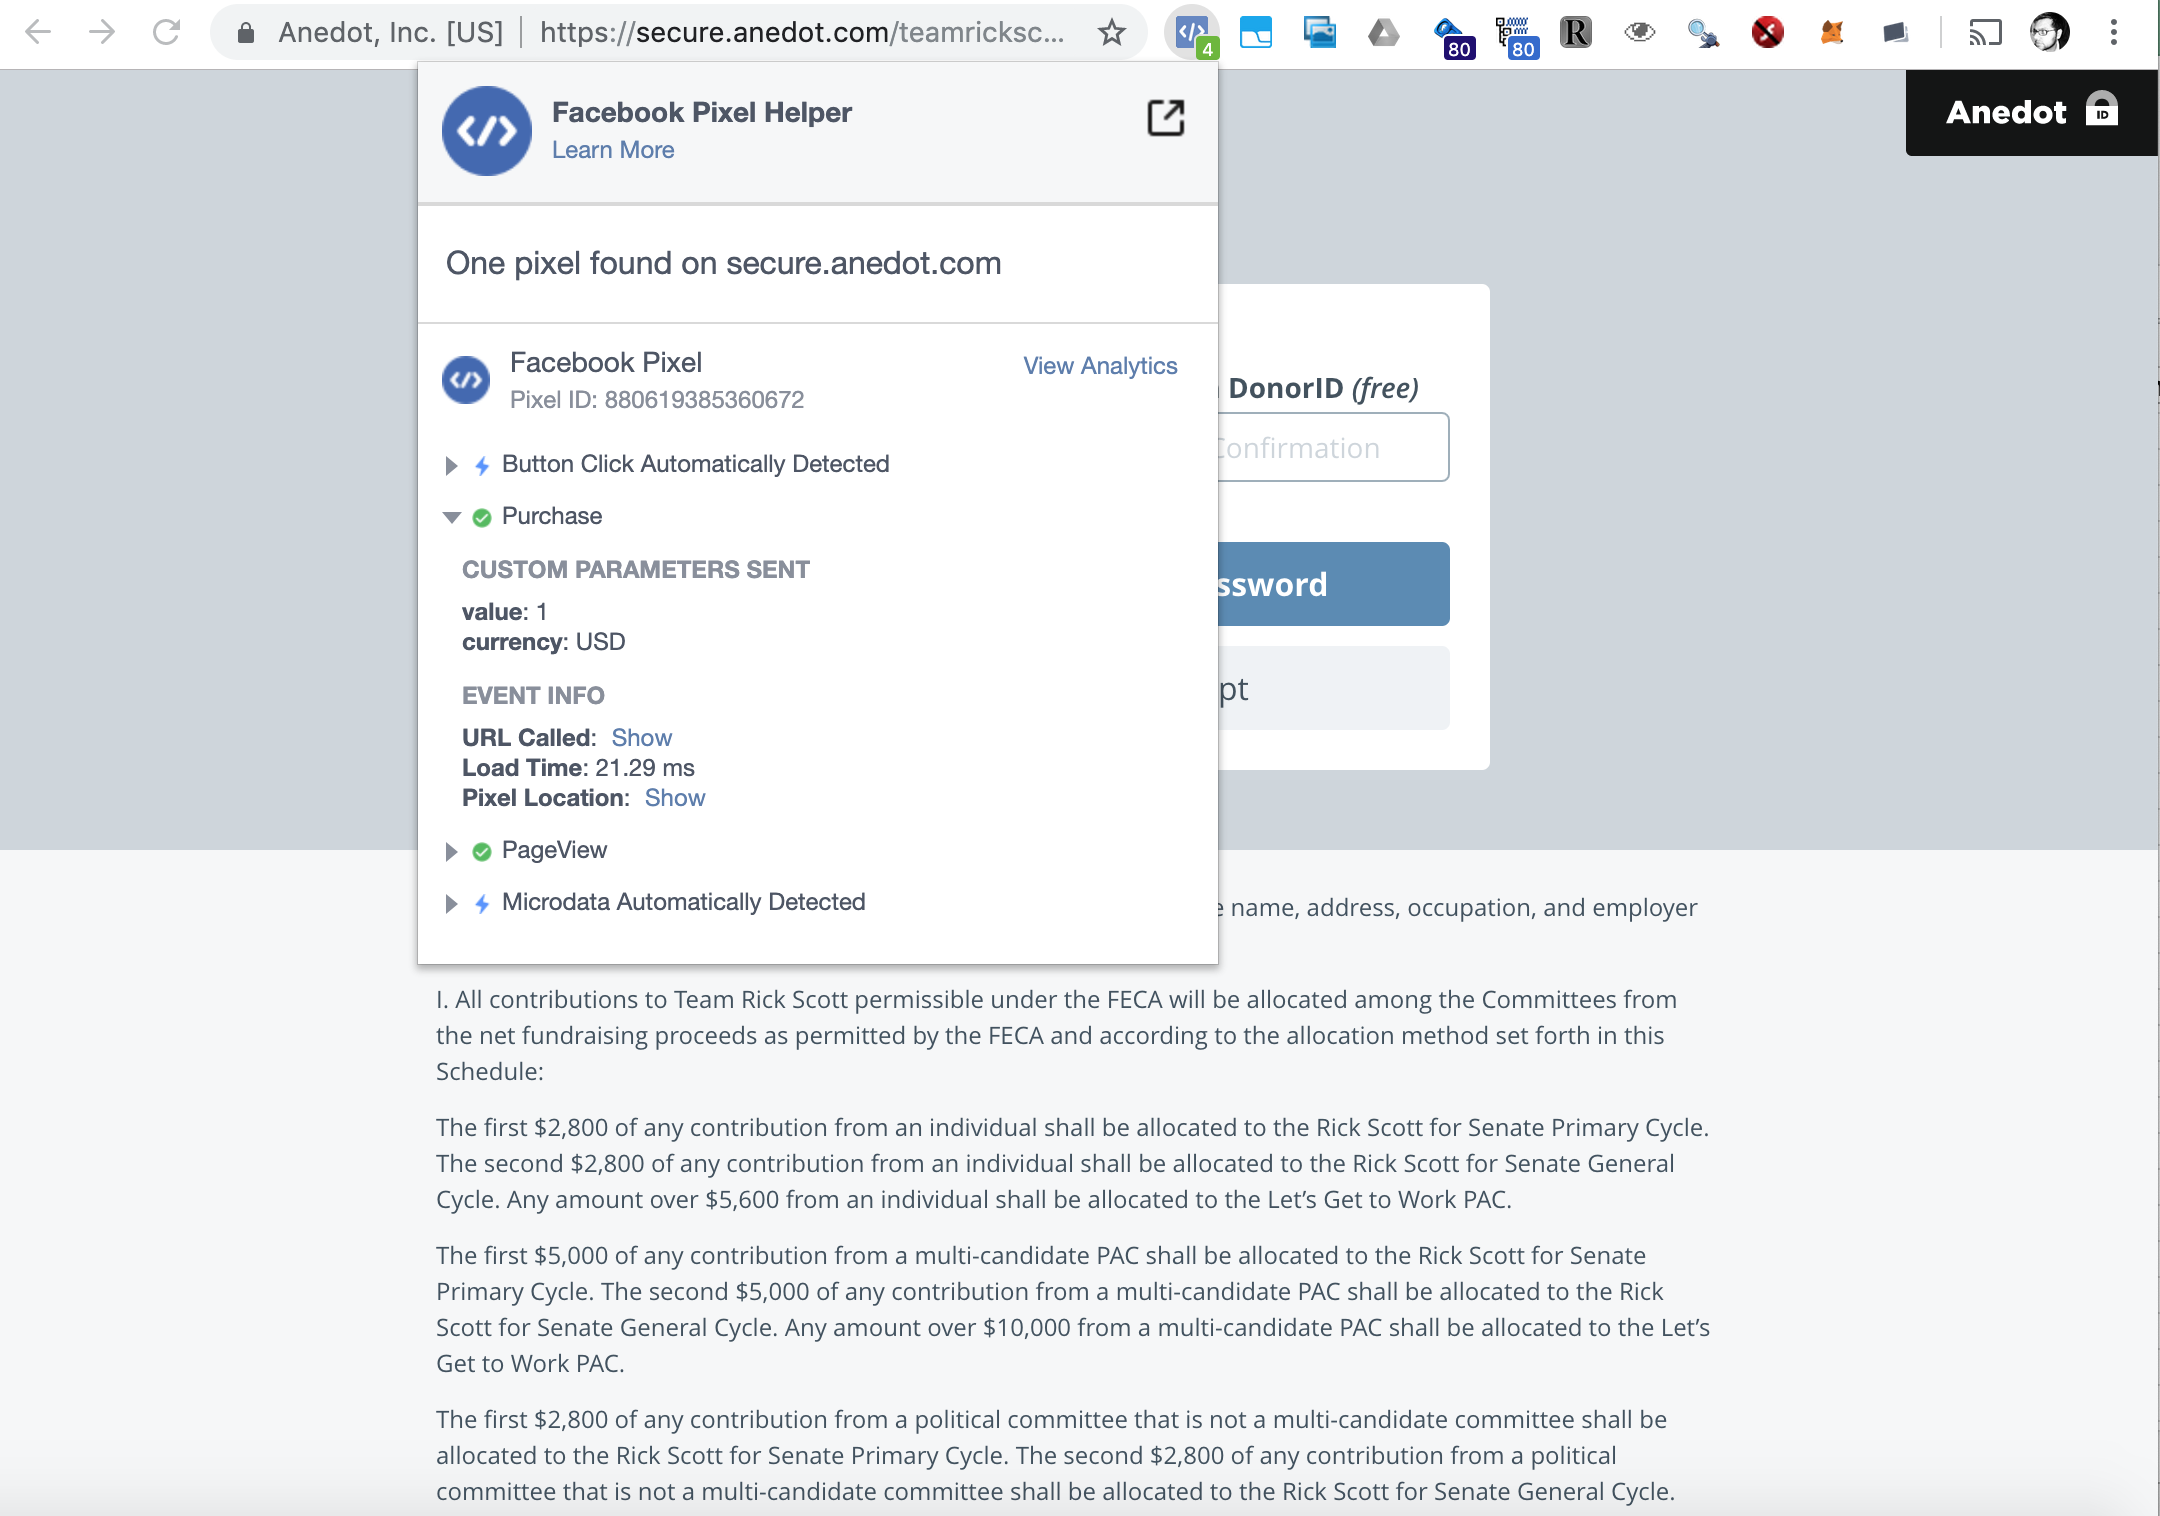 Anedot, Inc. [US] | https://secure.anedot.com/teamricksc...
4
80
80
R
Anedot ID
Facebook Pixel Helper
Learn More
One pixel found on secure.anedot.com
Facebook Pixel
View Analytics
Pixel ID: 880619385360672
DonorID (free)
Confirmation
Button Click Automatically Detected
Purchase
CUSTOM PARAMETERS SENT
ssword
value: 1
currency: USD
EVENT INFO
pt
URL Called: Show
Load Time: 21.29 ms
Pixel Location: Show
PageView
Microdata Automatically Detected
name, address, occupation, and employer
I. All contributions to Team Rick Scott permissible under the FECA will be allocated among the Committees from
the net fundraising proceeds as permitted by the FECA and according to the allocation method set forth in this
Schedule:
The first $2,800 of any contribution from an individual shall be allocated to the Rick Scott for Senate Primary Cycle.
The second $2,800 of any contribution from an individual shall be allocated to the Rick Scott for Senate General
Cycle. Any amount over $5,600 from an individual shall be allocated to the Let’s Get to Work PAC.
The first $5,000 of any contribution from a multi-candidate PAC shall be allocated to the Rick Scott for Senate
Primary Cycle. The second $5,000 of any contribution from a multi-candidate PAC shall be allocated to the Rick
Scott for Senate General Cycle. Any amount over $10,000 from a multi-candidate PAC shall be allocated to the Let’s
Get to Work PAC.
The first $2,800 of any contribution from a political committee that is not a multi-candidate committee shall be
allocated to the Rick Scott for Senate Primary Cycle. The second $2,800 of any contribution from a political
committee that is not a multi-candidate committee shall be allocated to the Rick Scott for Senate General Cycle.